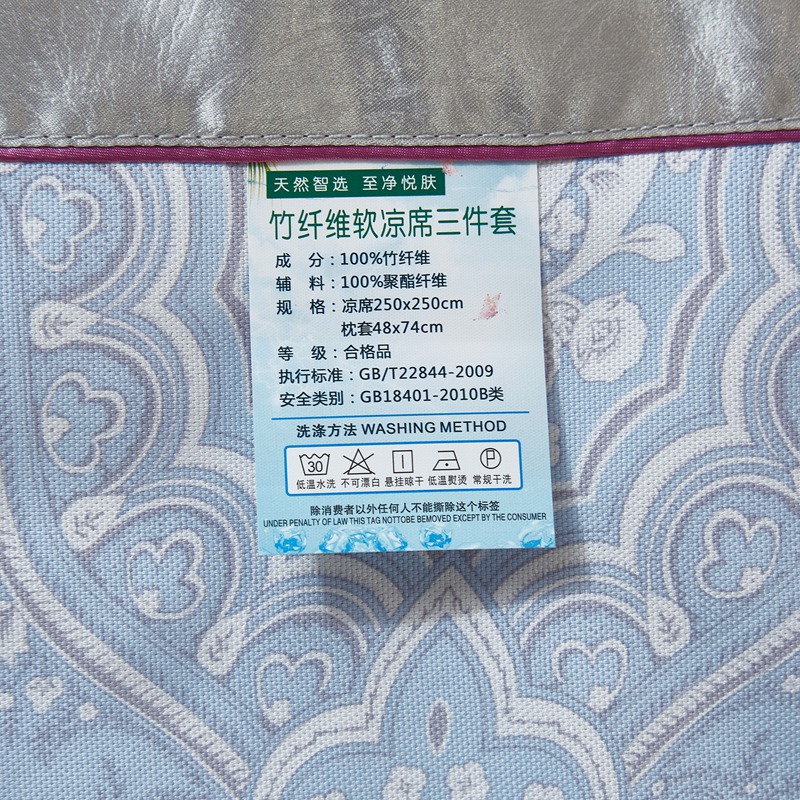 天然智选 至净悦肤
竹纤维软凉席三件套
成 分：100%竹纤维
辅 料：100%聚酯纤维
规 格：凉席250x250cm
枕套48x74cm
等 级：合格品
执行标准：GB/T22844-2009
安全类别：GB18401-2010B类
洗涤方法 WASHING METHOD
30 P
低温水洗 不可漂白 悬挂晾干 低温熨烫 常规干洗
除消费者以外任何人不能撕除这个标签
UNDER PENALTY OF LAW THIS TAG NOTTOBE BEMOVED EXCEPT BY THE CONSUMER